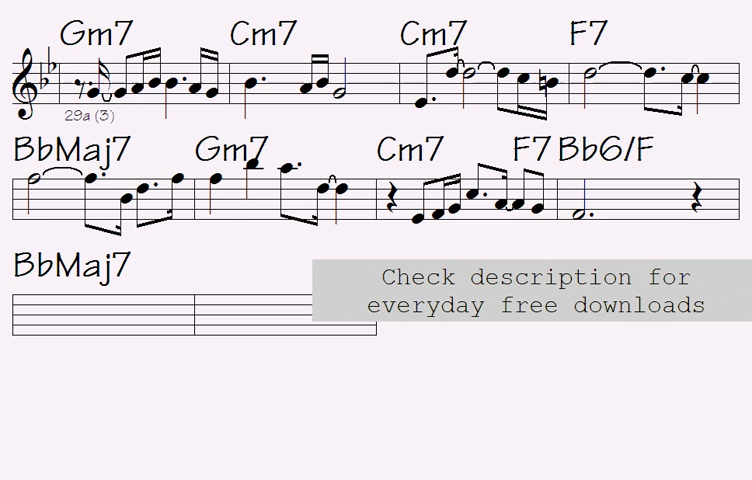 Gm7 Cm7 Cm7 F7
29a (3)
BbMaj7 Gm7 Cm7 F7 Bb6/F
BbMaj7
Check description for
everyday free downloads